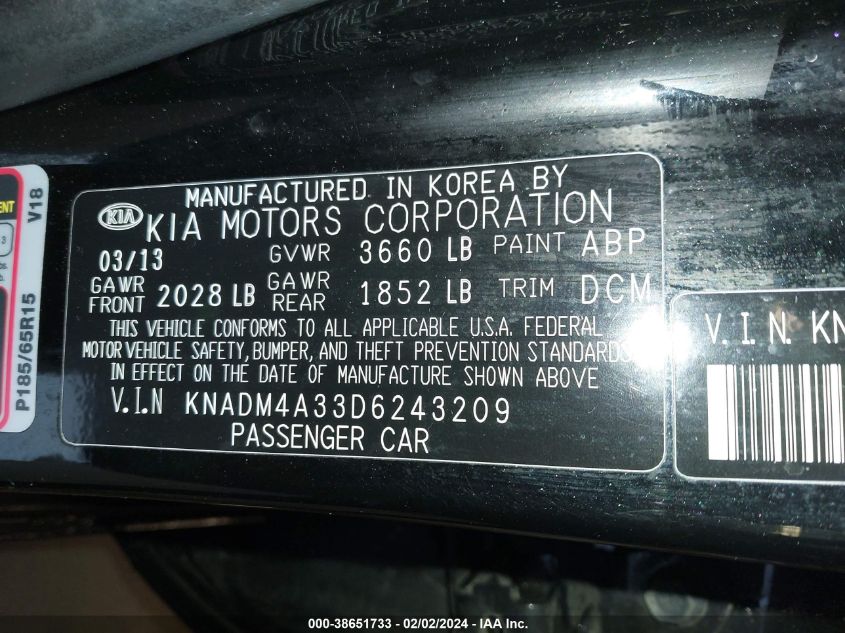 MANUFACTURED IN KOREA BY
KIA KIA MOTORS CORPORATION
03/13 GVWR 3660 LB PAINT ABP
GAWR FRONT 2028 LB GAWR REAR 1852 LB TRIM DCM
THIS VEHICLE CONFORMS TO ALL APPLICABLE U.S.A. FEDERAL
MOTOR VEHICLE SAFETY, BUMPER, AND THEFT PREVENTION STANDARDS
IN EFFECT ON THE DATE OF MANUFACTURE SHOWN ABOVE
V.I.N KNADM4A33D6243209
PASSENGER CAR
V.I.N. KN
V18
P185/65R15
000-38651733 - 02/02/2024 - IAA Inc.